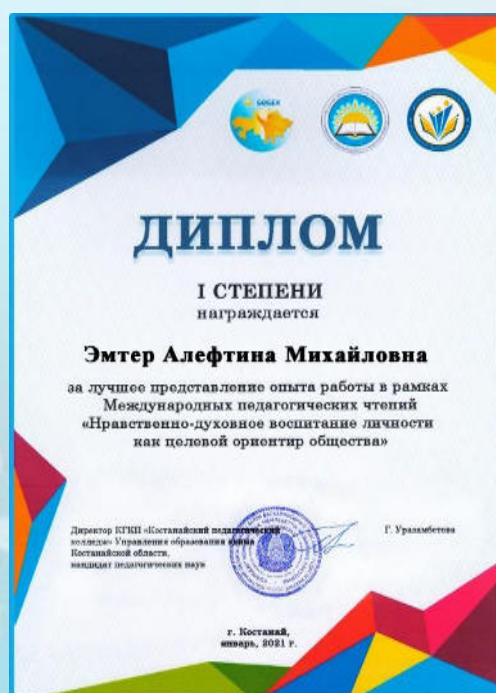 ДИПЛОМ
I СТЕПЕНИ
награждается
Эмтер Алефтина Михайловна
за лучшее представление опыта работы в рамках
Международных педагогических чтений
«Нравственно-духовное воспитание личности
как целевой ориентир общества»
Директор КГКП «Костанайский педагогический
колледж» Управления образования акима
Костанайской области,
кандидат педагогических наук
Г. Ураламбетова
г. Костанай,
январь, 2021 г.